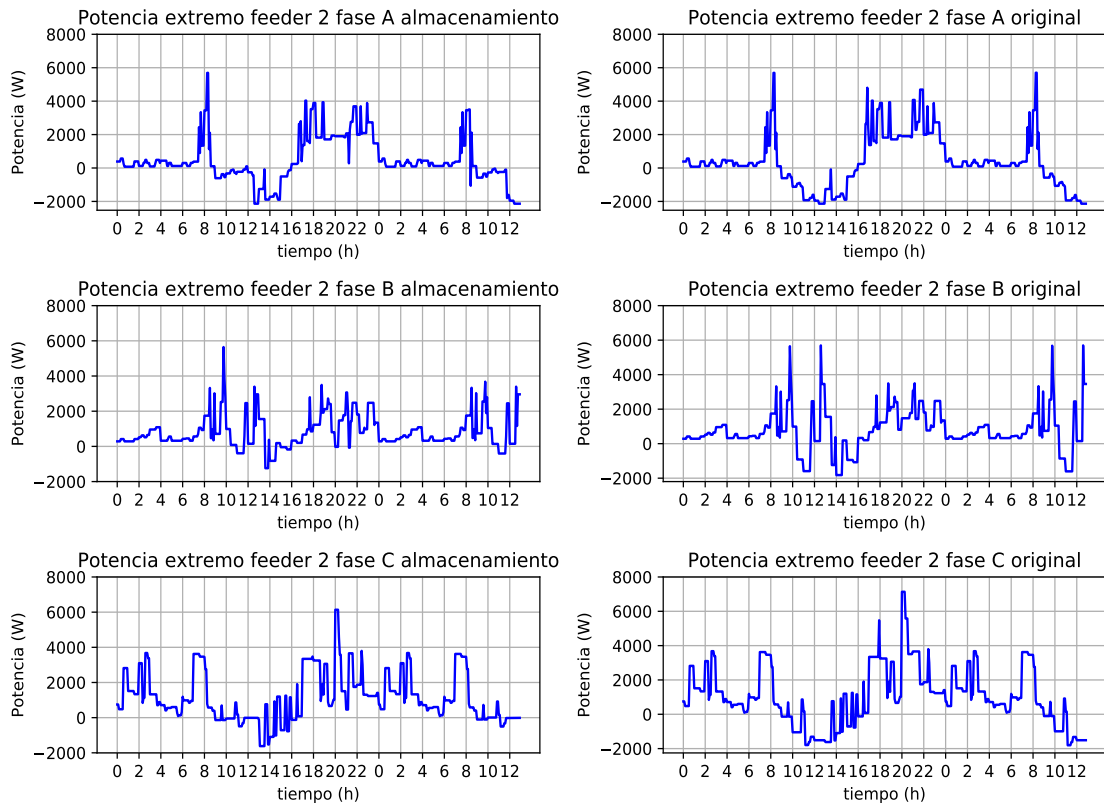 Potencia extremo feeder 2 fase A almacenamiento
8000
6000
4000
2000
0
−2000
Potencia (W)
0 2 4 6 8 10 12 14 16 18 20 22 0 2 4 6 8 10 12
tiempo (h)
Potencia extremo feeder 2 fase A original
8000
6000
4000
2000
0
−2000
Potencia (W)
0 2 4 6 8 10 12 14 16 18 20 22 0 2 4 6 8 10 12
tiempo (h)
Potencia extremo feeder 2 fase B almacenamiento
8000
6000
4000
2000
0
−2000
Potencia (W)
0 2 4 6 8 10 12 14 16 18 20 22 0 2 4 6 8 10 12
tiempo (h)
Potencia extremo feeder 2 fase B original
8000
6000
4000
2000
0
−2000
Potencia (W)
0 2 4 6 8 10 12 14 16 18 20 22 0 2 4 6 8 10 12
tiempo (h)
Potencia extremo feeder 2 fase C almacenamiento
8000
6000
4000
2000
0
−2000
Potencia (W)
0 2 4 6 8 10 12 14 16 18 20 22 0 2 4 6 8 10 12
tiempo (h)
Potencia extremo feeder 2 fase C original
8000
6000
4000
2000
0
−2000
Potencia (W)
0 2 4 6 8 10 12 14 16 18 20 22 0 2 4 6 8 10 12
tiempo (h)